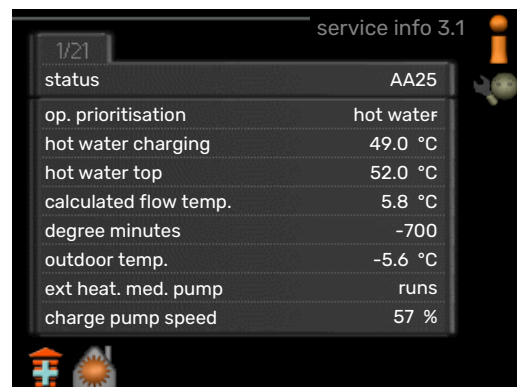 service info 3.1
1/21
status AA25
op. prioritisation hot water
hot water charging 49.0 °C
hot water top 52.0 °C
calculated flow temp. 5.8 °C
degree minutes -700
outdoor temp. -5.6 °C
ext heat. med. pump runs
charge pump speed 57 %